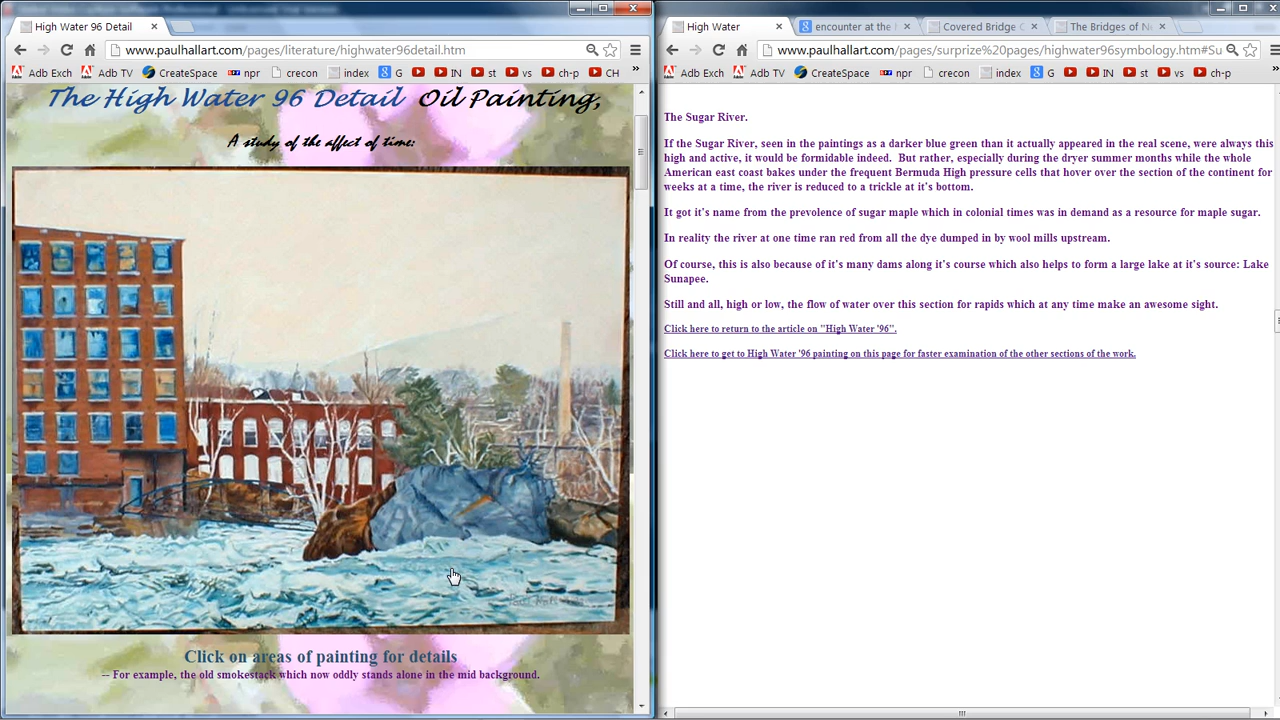 High Water 96 Detail
www.paulhallart.com/pages/literature/highwater96detail.htm
Adb Exch Adb TV CreateSpace npr crecon index G IN st vs ch-p CH
The High Water 96 Detail Oil Painting,
A study of the affect of time:
Click on areas of painting for details
-- For example, the old smokestack which now oddly stands alone in the mid background.
High Water encounter at the Covered Bridge The Bridges of
www.paulhallart.com/pages/surprize%20pages/highwater96symbology.htm#Su
Adb Exch Adb TV CreateSpace npr crecon index G IN st vs ch-p
The Sugar River.
If the Sugar River, seen in the paintings as a darker blue green than it actually appeared in the real scene, were always this
high and active, it would be formidable indeed. But rather, especially during the dryer summer months while the whole
American east coast bakes under the frequent Bermuda High pressure cells that hover over the section of the continent for
weeks at a time, the river is reduced to a trickle at it's bottom.
It got it's name from the prevolence of sugar maple which in colonial times was in demand as a resource for maple sugar.
In reality the river at one time ran red from all the dye dumped in by wool mills upstream.
Of course, this is also because of it's many dams along it's course which also helps to form a large lake at it's source: Lake
Sunapee.
Still and all, high or low, the flow of water over this section for rapids which at any time make an awesome sight.
Click here to return to the article on "High Water '96".
Click here to get to High Water '96 painting on this page for faster examination of the other sections of the work.